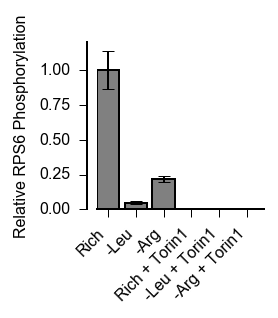 Relative RPS6 Phosphorylation
1.00
0.75
0.50
0.25
0.00
Rich
-Leu
-Arg
Rich + Torin1
-Leu + Torin1
-Arg + Torin1